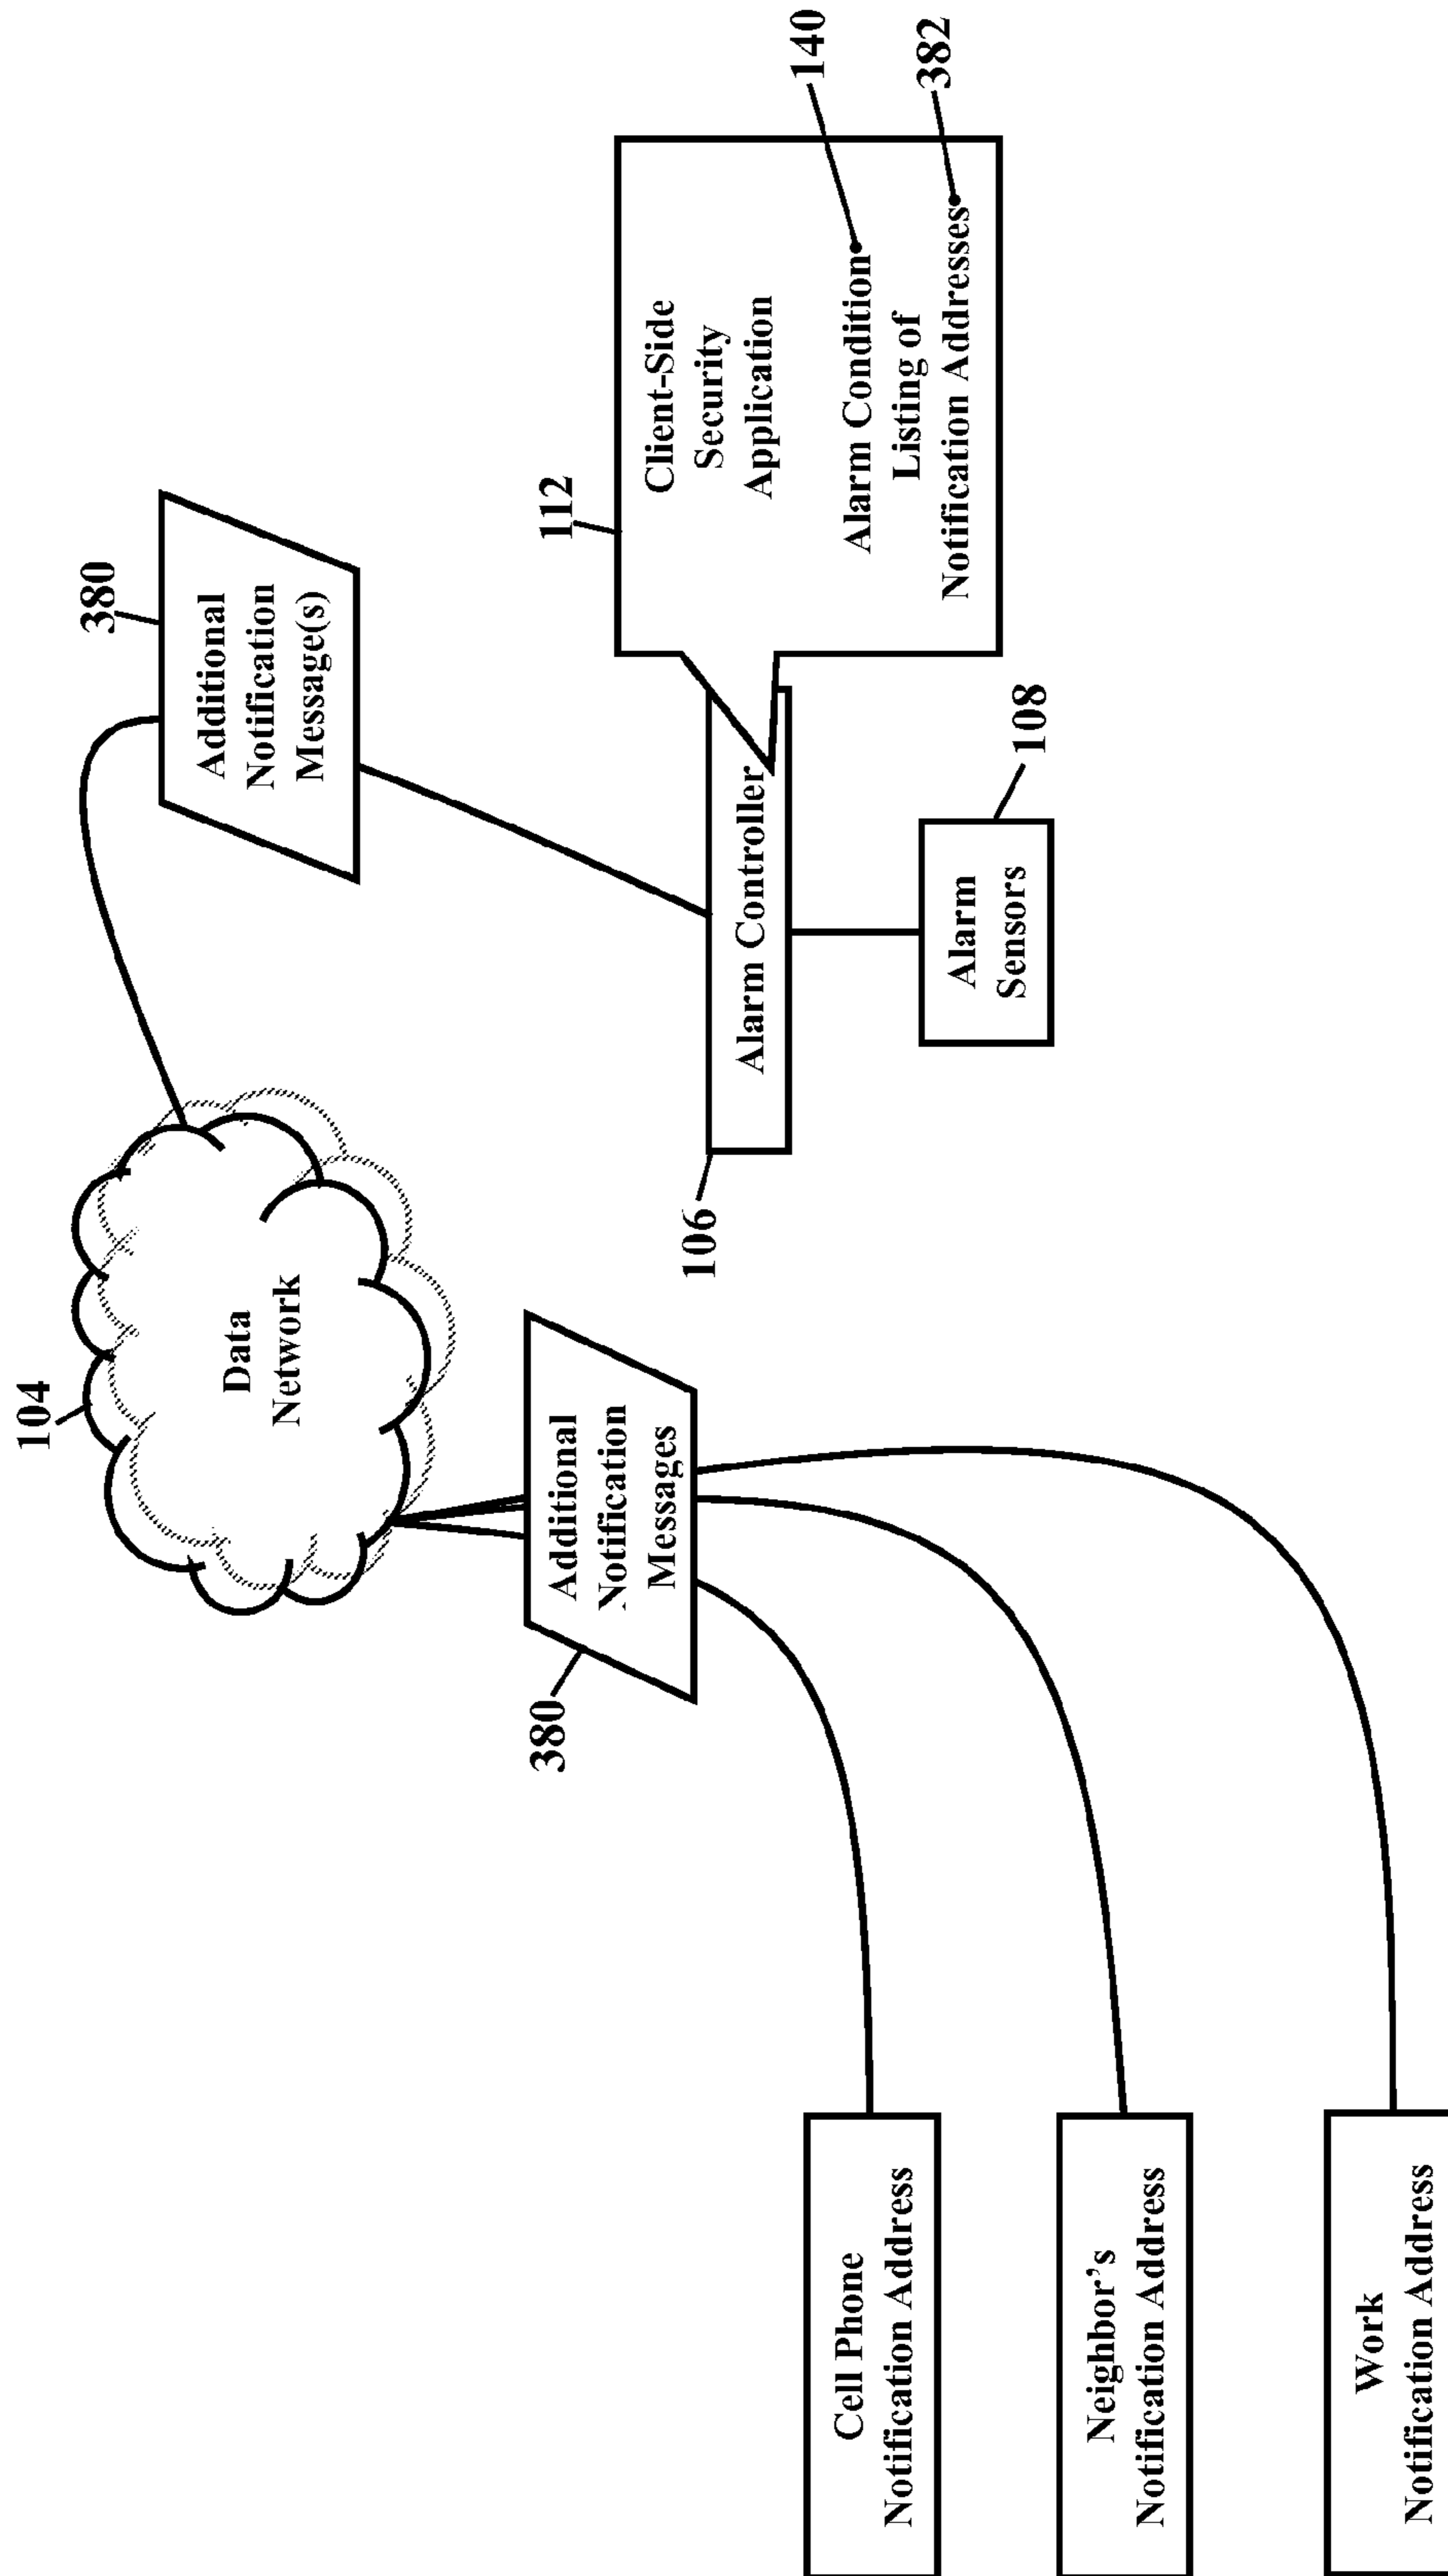 104
Data
Network
380
Additional
Notification
Message(s)
380
Additional
Notification
Messages
112
Client-Side
Security
Application
Alarm Condition
140
Listing of
Notification Addresses
382
106
Alarm Controller
Alarm
Sensors
108
Cell Phone
Notification Address
Neighbor's
Notification Address
Work
Notification Address